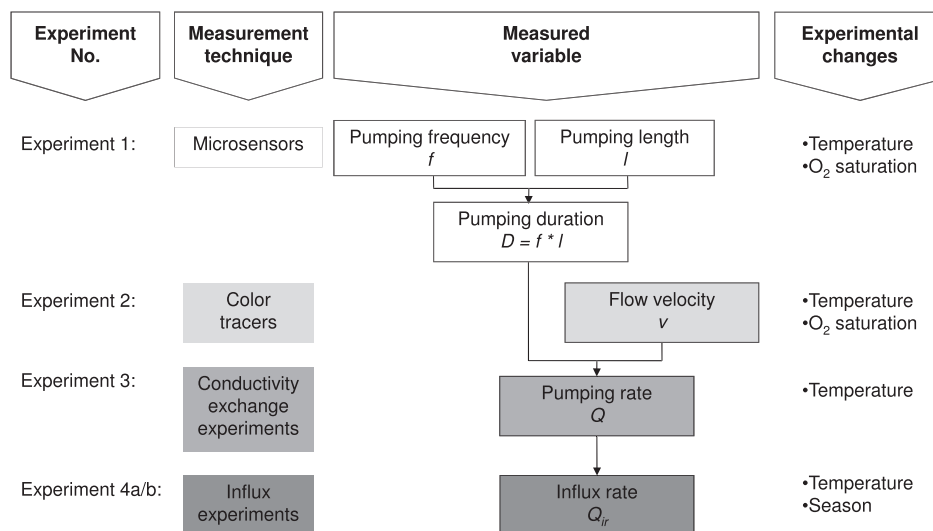 Experiment No.
Measurement technique
Measured variable
Experimental changes
Experiment 1:
Microsensors
Pumping frequency
f
Pumping length
l
•Temperature
•O₂ saturation
Pumping duration
D = f * l
Experiment 2:
Color
tracers
Flow velocity
v
•Temperature
•O₂ saturation
Experiment 3:
Conductivity
exchange
experiments
Pumping rate
Q
•Temperature
Experiment 4a/b:
Influx
experiments
Influx rate
Qir
•Temperature
•Season